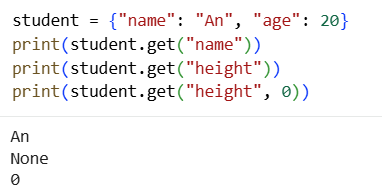 student = {"name": "An", "age": 20}
print(student.get("name"))
print(student.get("height"))
print(student.get("height", 0))
An
None
0